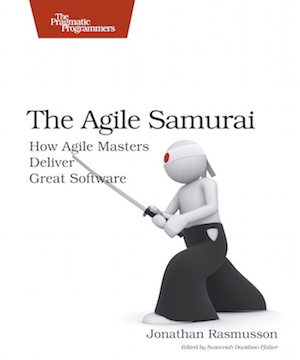 The
Pragmatic
Programmers
The Agile Samurai
How Agile Masters
Deliver
Great Software
Jonathan Rasmusson
Edited by Susannah Davidson Pfalzer